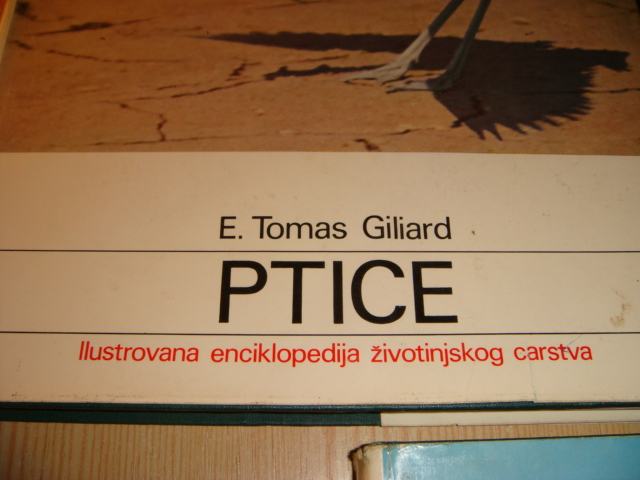 E. Tomas Giliard
PTICE
Ilustrovana enciklopedija životinjskog carstva